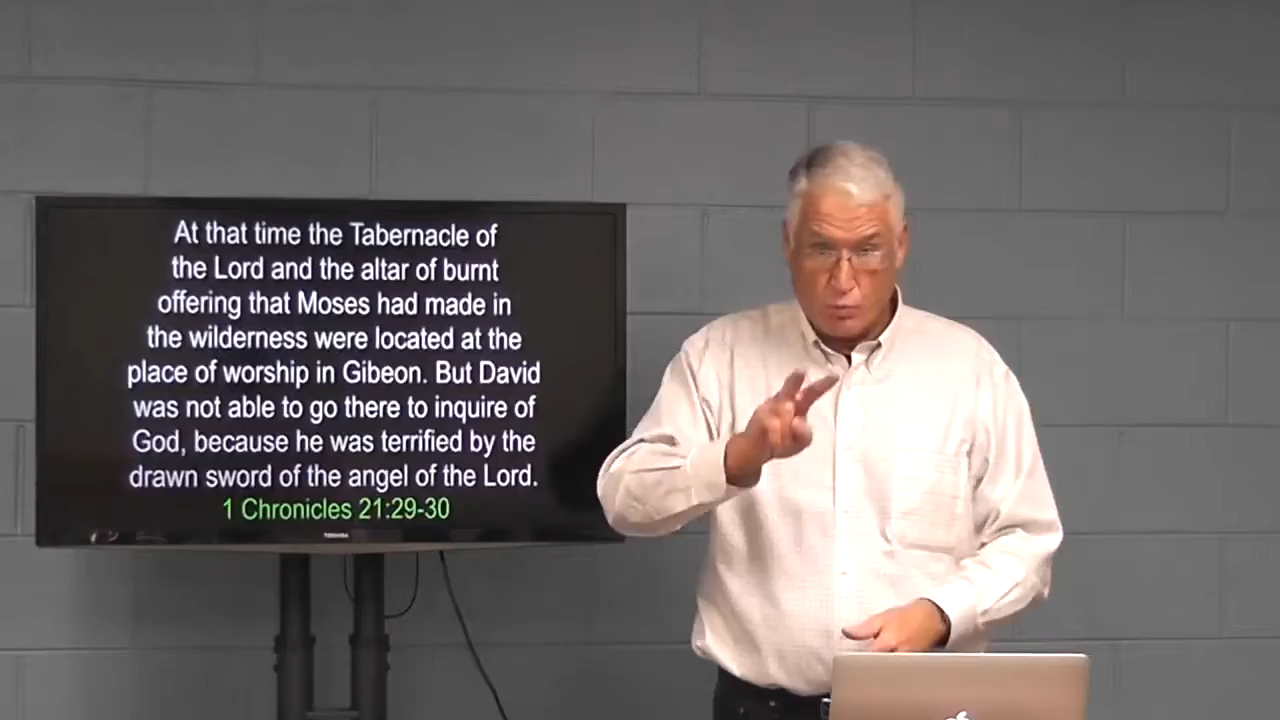 At that time the Tabernacle of
the Lord and the altar of burnt
offering that Moses had made in
the wilderness were located at the
place of worship in Gibeon. But David
was not able to go there to inquire of
God, because he was terrified by the
drawn sword of the angel of the Lord.
1 Chronicles 21:29-30
TOSHIBA